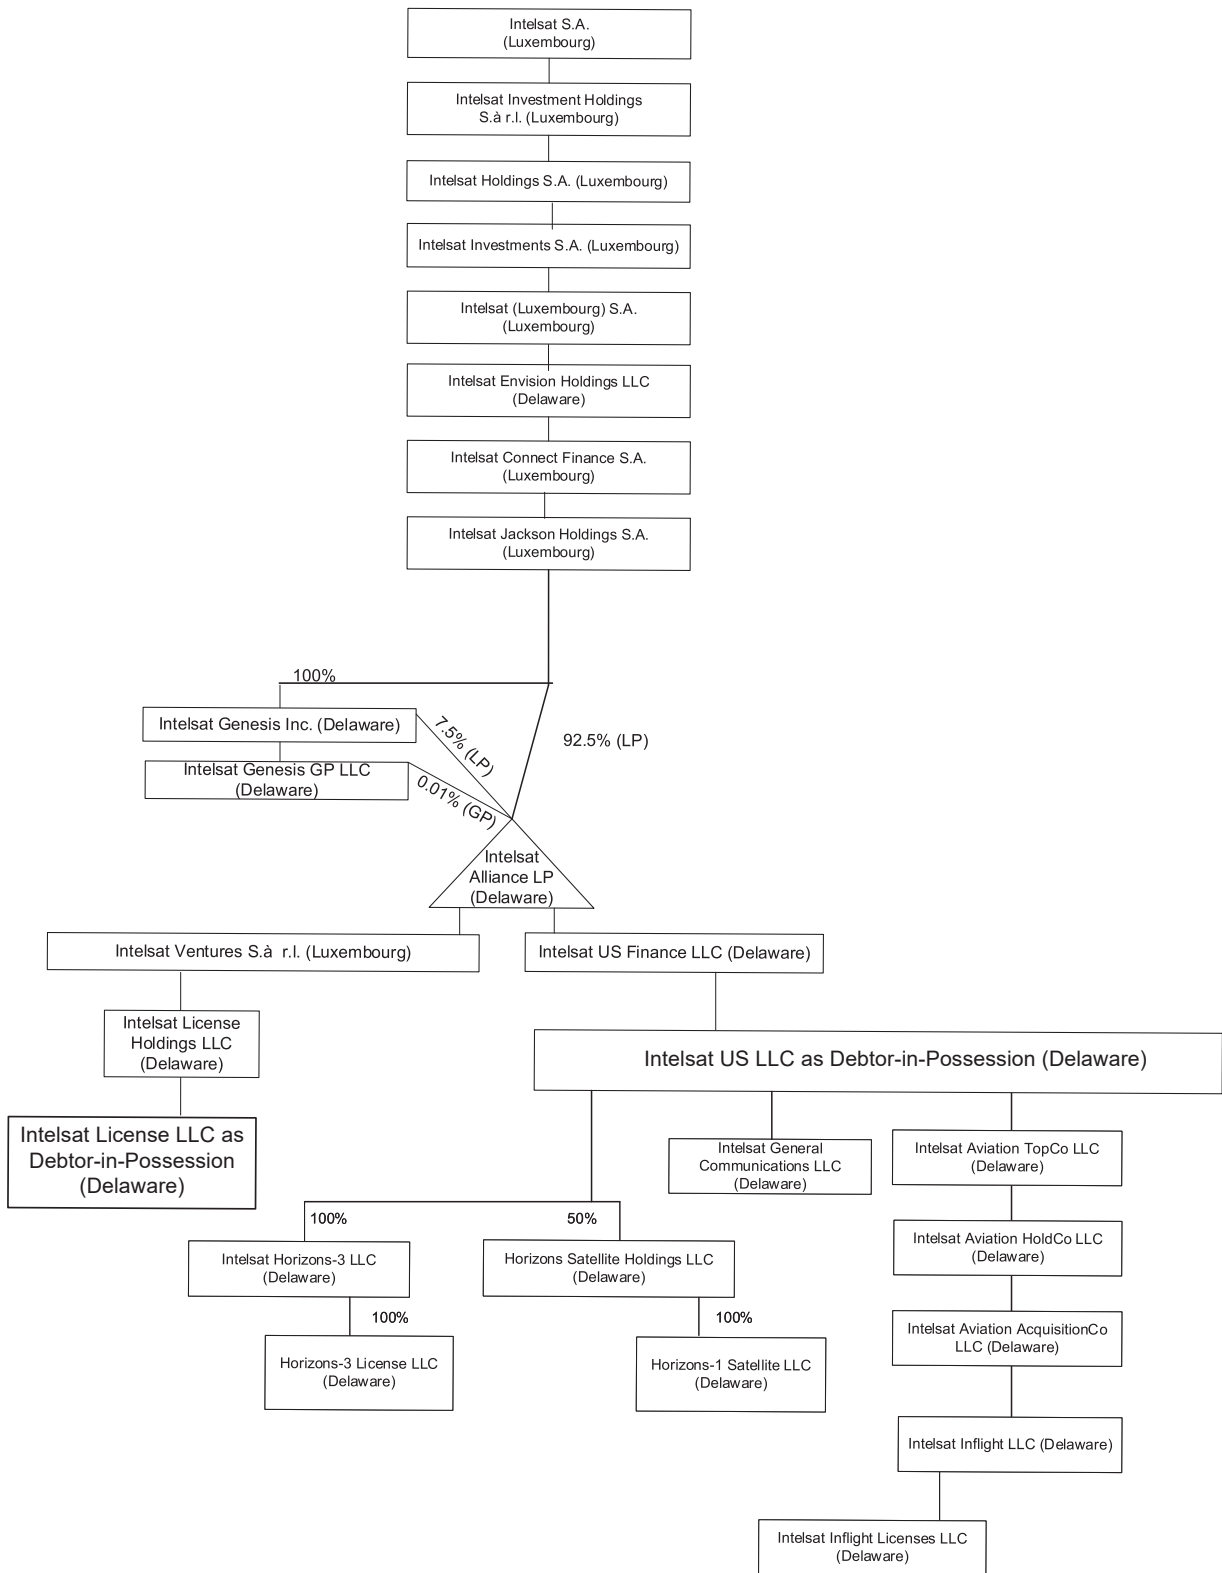 Intelsat S.A.
(Luxembourg)
Intelsat Investment Holdings
S.à r.l. (Luxembourg)
Intelsat Holdings S.A. (Luxembourg)
Intelsat Investments S.A. (Luxembourg)
Intelsat (Luxembourg) S.A.
(Luxembourg)
Intelsat Envision Holdings LLC
(Delaware)
Intelsat Connect Finance S.A.
(Luxembourg)
Intelsat Jackson Holdings S.A.
(Luxembourg)
100%
Intelsat Genesis Inc. (Delaware)
7.5% (LP)
92.5% (LP)
Intelsat Genesis GP LLC
(Delaware)
0.01% (GP)
Intelsat
Alliance LP
(Delaware)
Intelsat Ventures S.à r.l. (Luxembourg)
Intelsat US Finance LLC (Delaware)
Intelsat License
Holdings LLC
(Delaware)
Intelsat US LLC as Debtor-in-Possession (Delaware)
Intelsat License LLC as
Debtor-in-Possession
(Delaware)
Intelsat General
Communications LLC
(Delaware)
Intelsat Aviation TopCo LLC
(Delaware)
100%
50%
Intelsat Horizons-3 LLC
(Delaware)
Horizons Satellite Holdings LLC
(Delaware)
Intelsat Aviation HoldCo LLC
(Delaware)
100%
100%
Horizons-3 License LLC
(Delaware)
Horizons-1 Satellite LLC
(Delaware)
Intelsat Aviation AcquisitionCo
LLC (Delaware)
Intelsat Inflight LLC (Delaware)
Intelsat Inflight Licenses LLC
(Delaware)